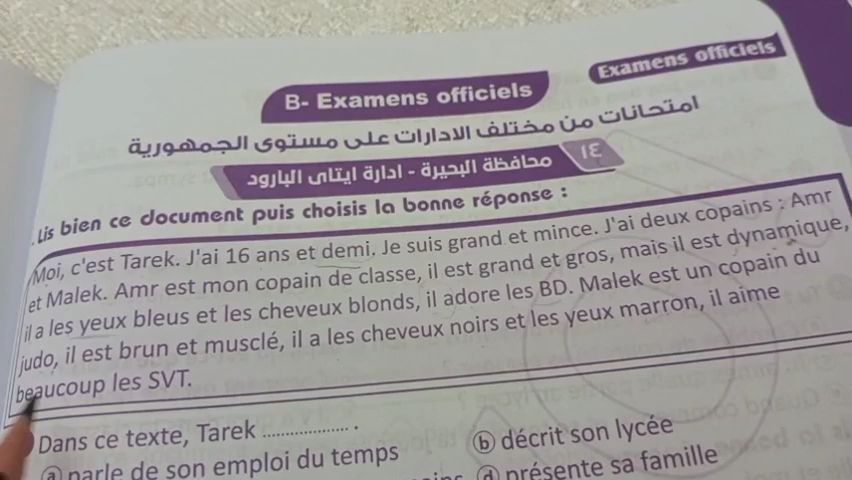 Examens officiels
B- Examens officiels
امتحانات من مختلف الادارات على مستوى الجمهورية
١٤ محافظة البحيرة - ادارة ايتاى البارود
Lis bien ce document puis choisis la bonne réponse :
Moi, c'est Tarek. J'ai 16 ans et demi. Je suis grand et mince. J'ai deux copains : Amr
et Malek. Amr est mon copain de classe, il est grand et gros, mais il est dynamique,
il a les yeux bleus et les cheveux blonds, il adore les BD. Malek est un copain du
judo, il est brun et musclé, il a les cheveux noirs et les yeux marron, il aime
beaucoup les SVT.
Dans ce texte, Tarek .................... .
a parle de son emploi du temps
b décrit son lycée
d présente sa famille